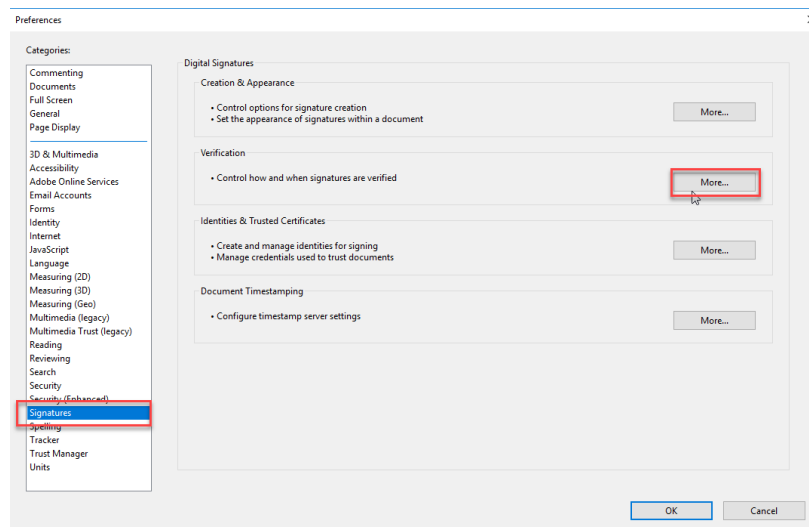 Preferences
Categories:
Commenting
Documents
Full Screen
General
Page Display
3D & Multimedia
Accessibility
Adobe Online Services
Email Accounts
Forms
Identity
Internet
JavaScript
Language
Measuring (2D)
Measuring (3D)
Measuring (Geo)
Multimedia (legacy)
Multimedia Trust (legacy)
Reading
Reviewing
Search
Security
Security (Enhanced)
Signatures
Spelling
Tracker
Trust Manager
Units
Digital Signatures
Creation & Appearance
• Control options for signature creation
• Set the appearance of signatures within a document
More...
Verification
• Control how and when signatures are verified
More...
Identities & Trusted Certificates
• Create and manage identities for signing
• Manage credentials used to trust documents
More...
Document Timestamping
• Configure timestamp server settings
More...
OK
Cancel